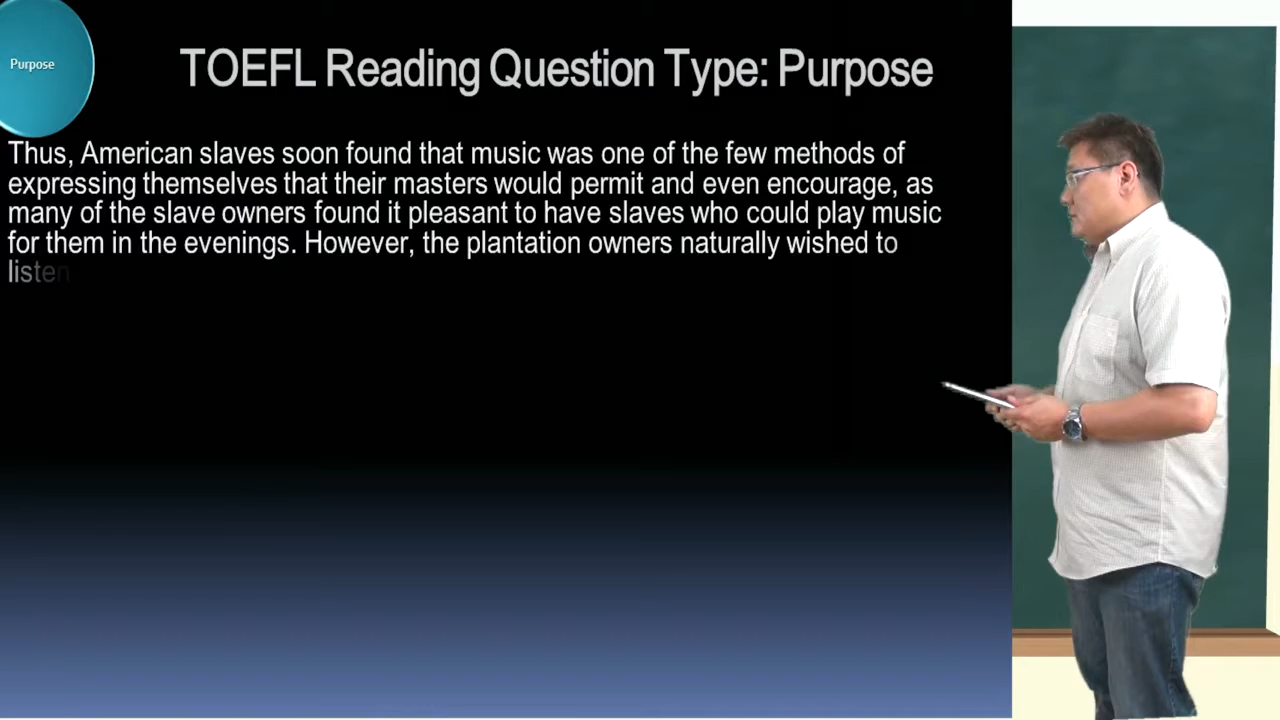 Purpose
TOEFL Reading Question Type: Purpose
Thus, American slaves soon found that music was one of the few methods of
expressing themselves that their masters would permit and even encourage, as
many of the slave owners found it pleasant to have slaves who could play music
for them in the evenings. However, the plantation owners naturally wished to
listen